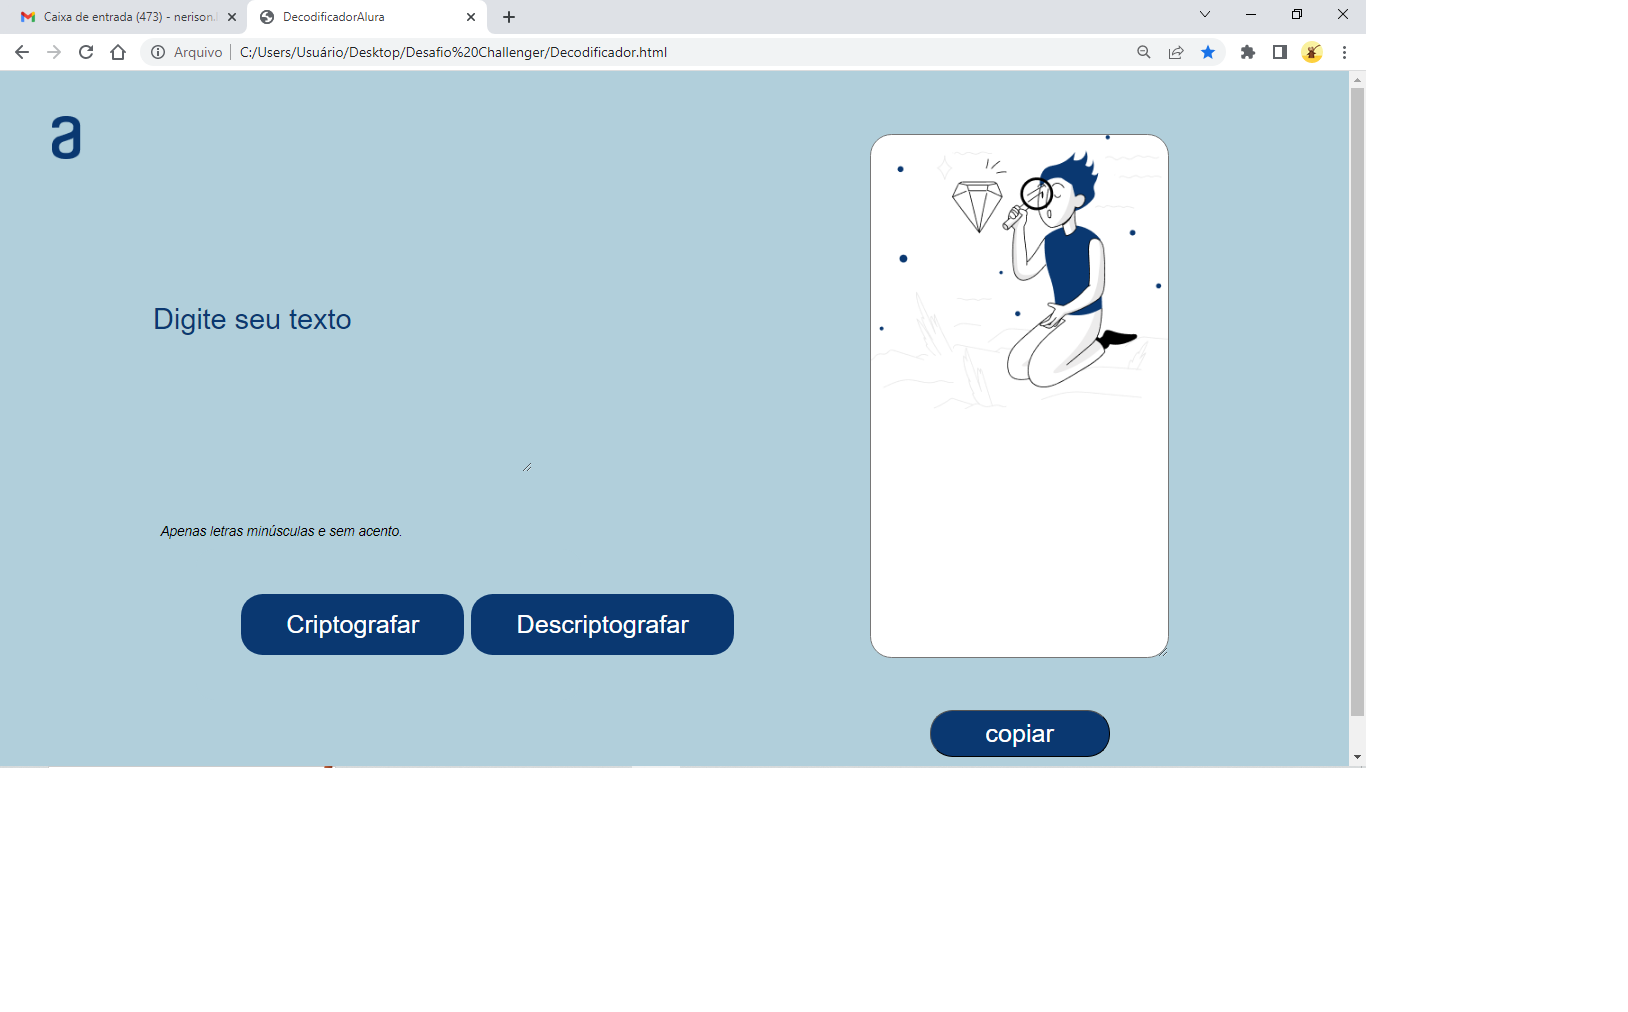 Caixa de entrada (473) - nerison.
DecodificadorAlura
Arquivo
C:/Users/Usuário/Desktop/Desafio%20Challenger/Decodificador.html
a
Digite seu texto
Apenas letras minúsculas e sem acento.
Criptografar
Descriptografar
copiar